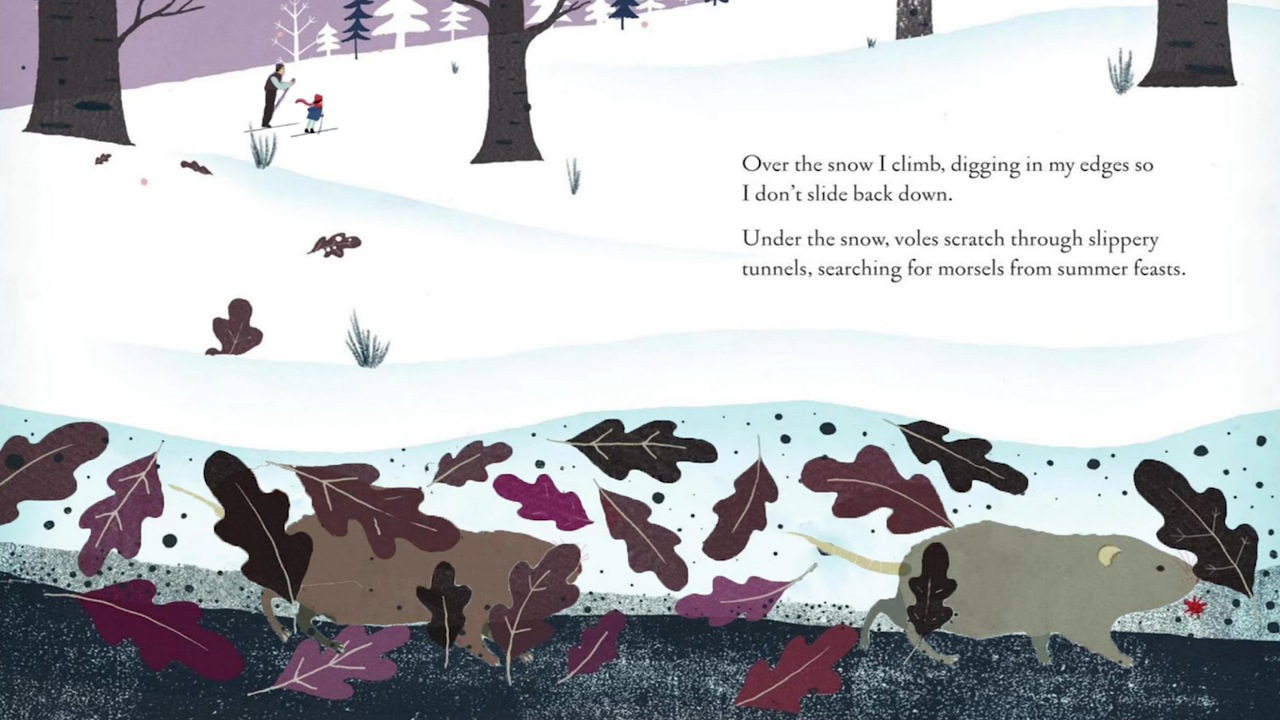 Over the snow I climb, digging in my edges so
I don't slide back down.
Under the snow, voles scratch through slippery
tunnels, searching for morsels from summer feasts.